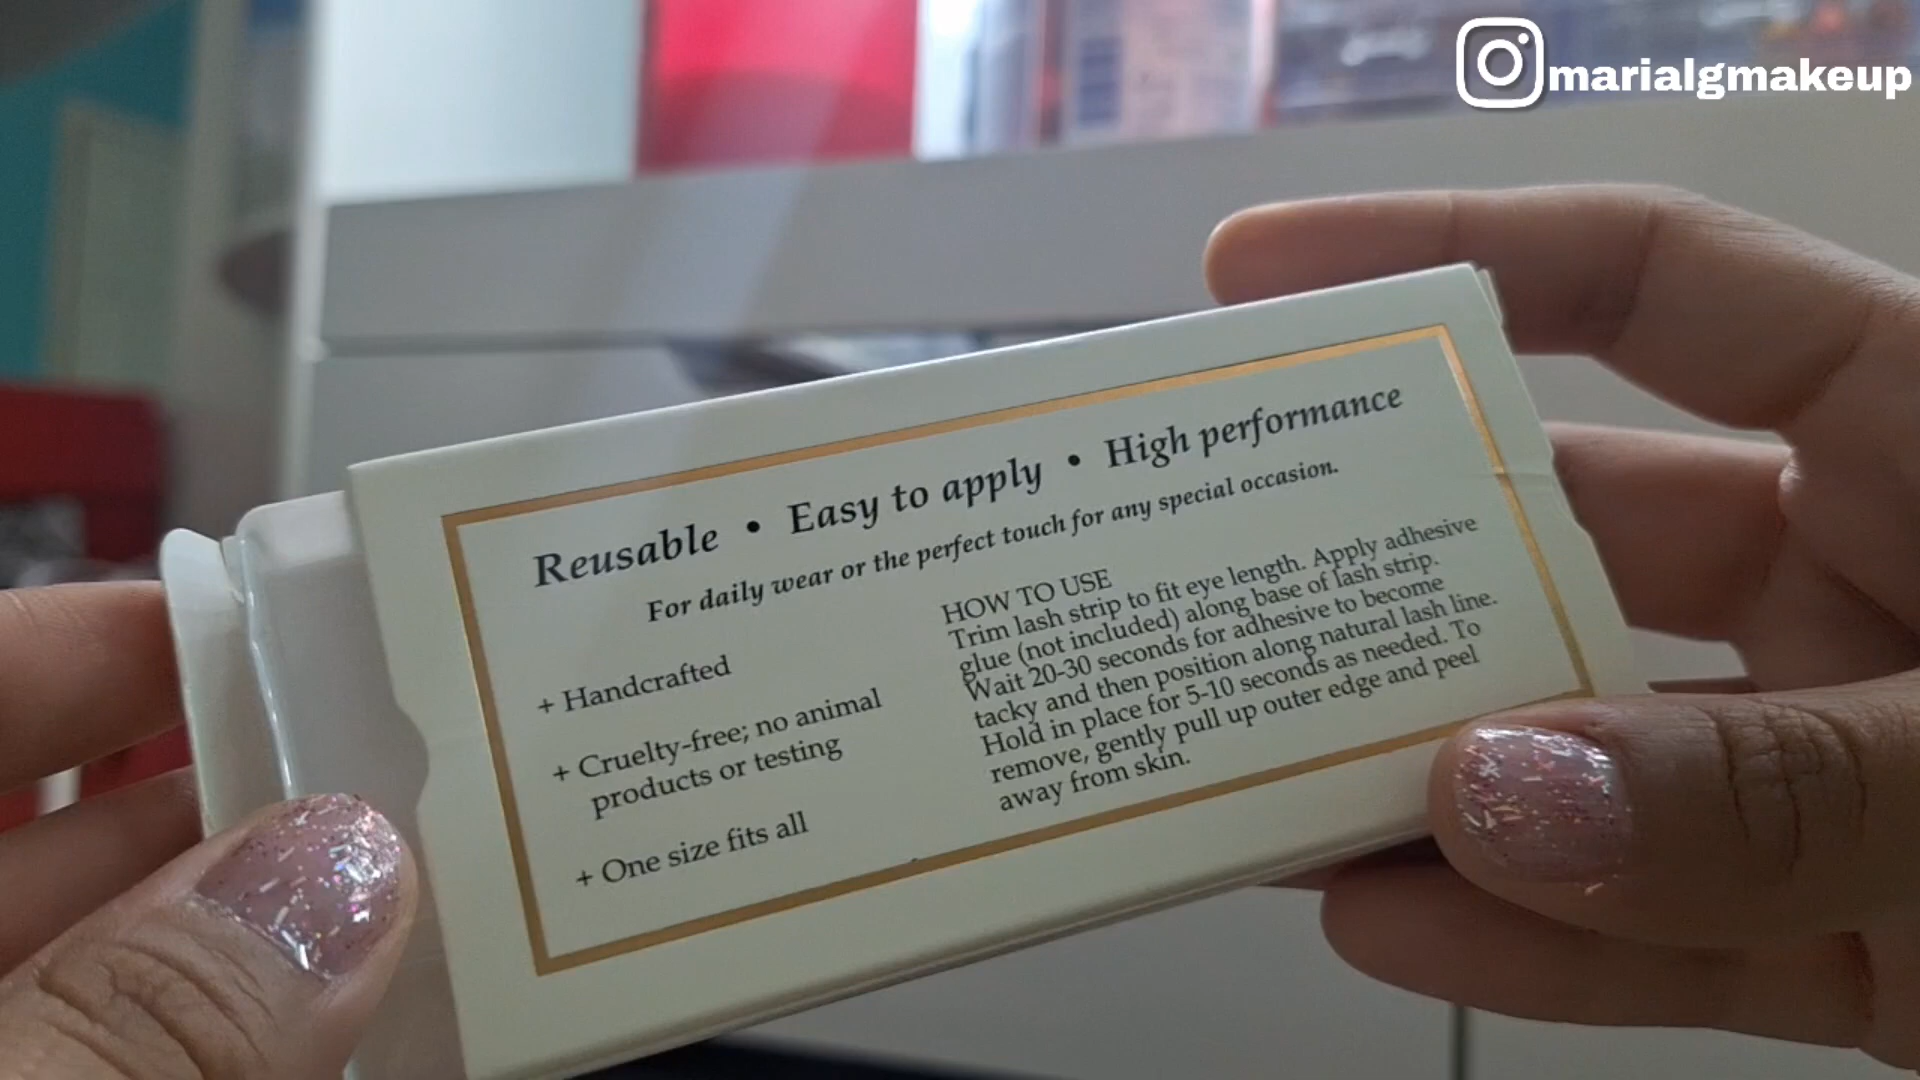 marialgmakeup
Reusable • Easy to apply • High performance
For daily wear or the perfect touch for any special occasion.
+ Handcrafted
+ Cruelty-free; no animal
products or testing
+ One size fits all
HOW TO USE
Trim lash strip to fit eye length. Apply adhesive
glue (not included) along base of lash strip.
Wait 20-30 seconds for adhesive to become
tacky and then position along natural lash line.
Hold in place for 5-10 seconds as needed. To
remove, gently pull up outer edge and peel
away from skin.